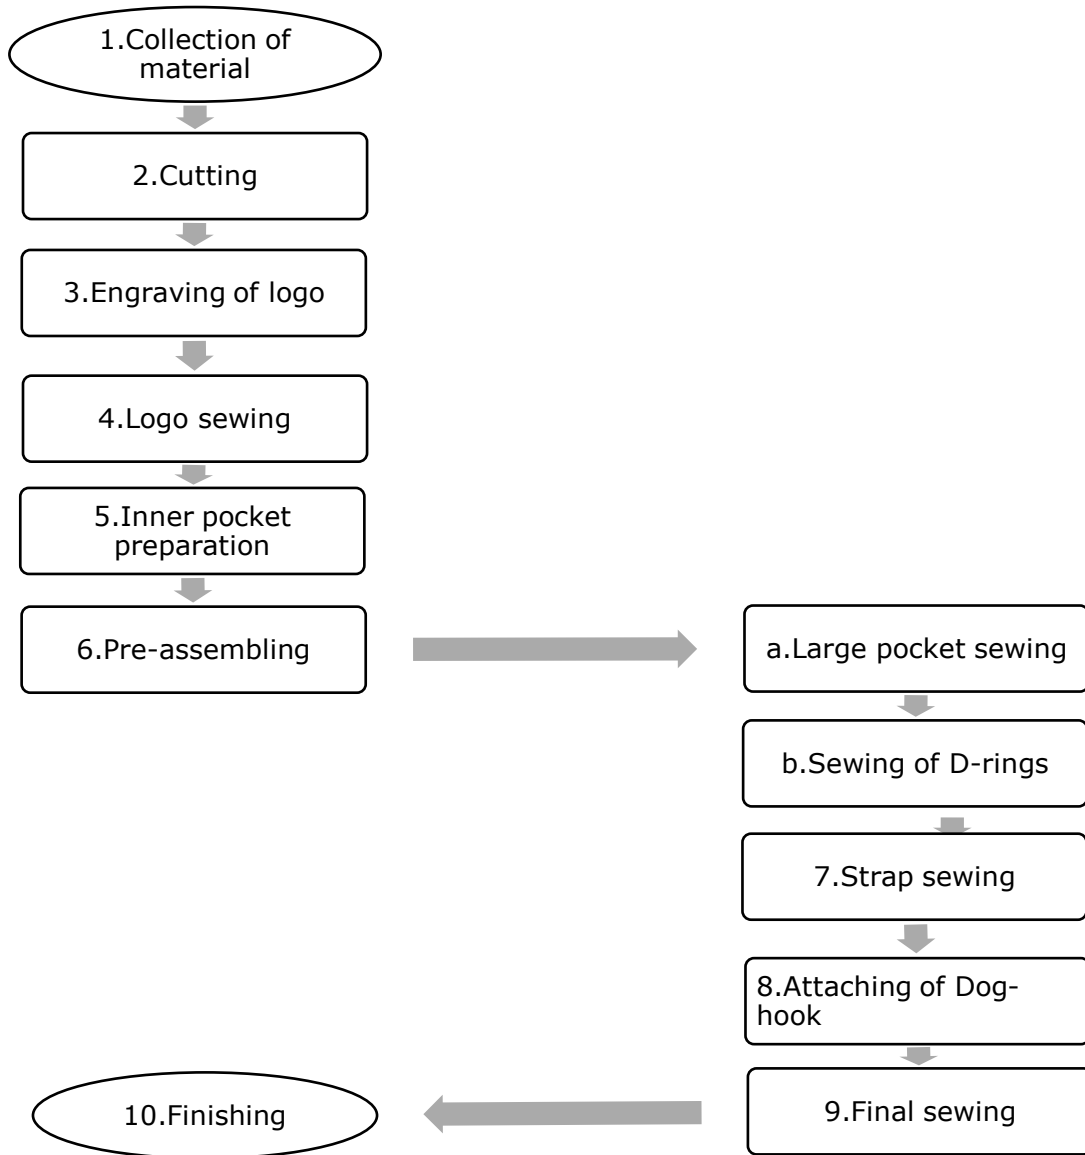 1.Collection of
material
2.Cutting
3.Engraving of logo
4.Logo sewing
5.Inner pocket
preparation
6.Pre-assembling
a.Large pocket sewing
b.Sewing of D-rings
7.Strap sewing
8.Attaching of Dog-
hook
9.Final sewing
10.Finishing